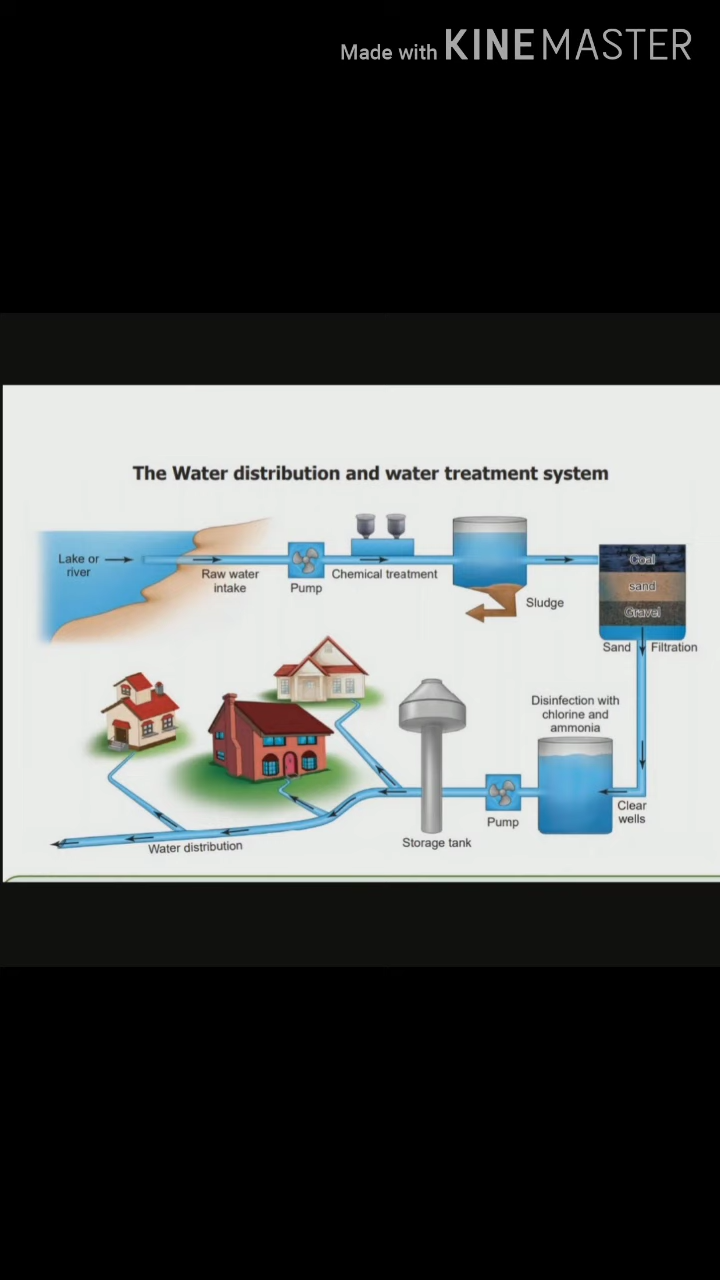 Made with KINEMASTER
The Water distribution and water treatment system
Lake or
river
Raw water
intake
Pump
Chemical treatment
Sludge
Coal
sand
Gravel
Sand Filtration
Disinfection with
chlorine and
ammonia
Clear
wells
Pump
Storage tank
Water distribution